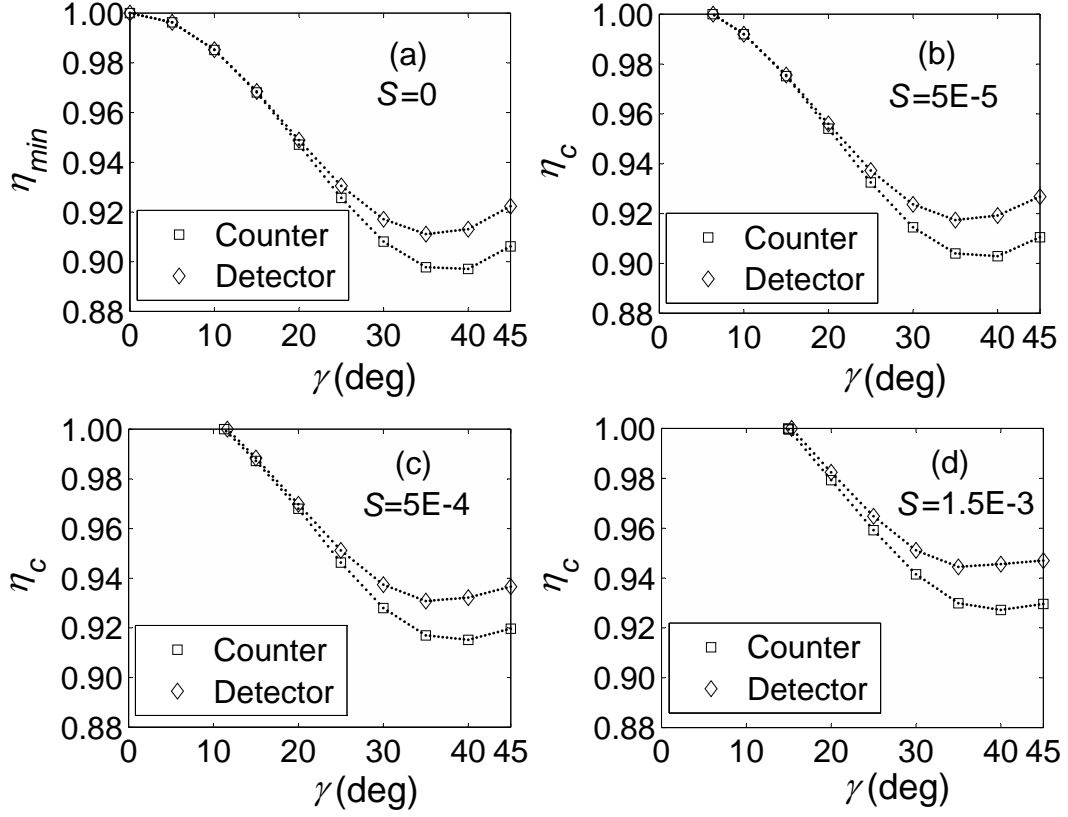 1.00
0.98
0.96
0.94
0.92
0.90
0.88
η_min
(a)
S=0
Counter
Detector
0 10 20 30 40 45
γ (deg)
1.00
0.98
0.96
0.94
0.92
0.90
0.88
η_c
(b)
S=5E-5
Counter
Detector
0 10 20 30 40 45
γ (deg)
1.00
0.98
0.96
0.94
0.92
0.90
0.88
η_c
(c)
S=5E-4
Counter
Detector
0 10 20 30 40 45
γ (deg)
1.00
0.98
0.96
0.94
0.92
0.90
0.88
η_c
(d)
S=1.5E-3
Counter
Detector
0 10 20 30 40 45
γ (deg)